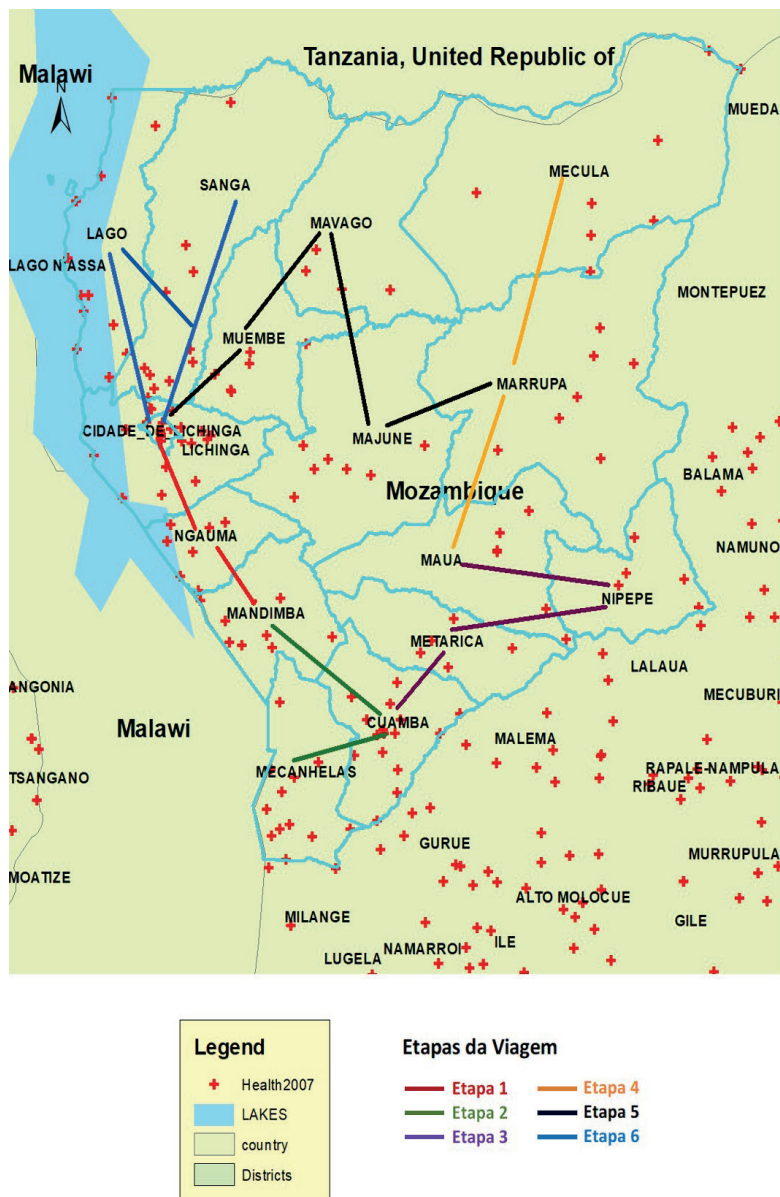 Tanzania, United Republic of
Malawi
N
MUEDA
MECULA
SANGA
MAVAGO
LAGO
LAGO N'ASSA
MONTEPUEZ
MUEMBE
MARRUPA
CIDADE_DE_LICHINGA
MAJUNE
LICHINGA
BALAMA
Mozambique
NGAUMA
NAMUNO
MAUA
NIPEPE
MANDIMBA
METARICA
LALAUA
ANGONIA
MECUBURI
CUAMBA
Malawi
MALEMA
MECANHELAS
RAPALE-NAMPULA
TSANGANO
RIBAUE
GURUE
MURRUPULA
MOATIZE
ALTO MOLOCUE
MILANGE
GILE
ILE
NAMARROI
LUGELA
Legend
Health2007
LAKES
country
Districts
Etapas da Viagem
Etapa 1
Etapa 4
Etapa 2
Etapa 5
Etapa 3
Etapa 6